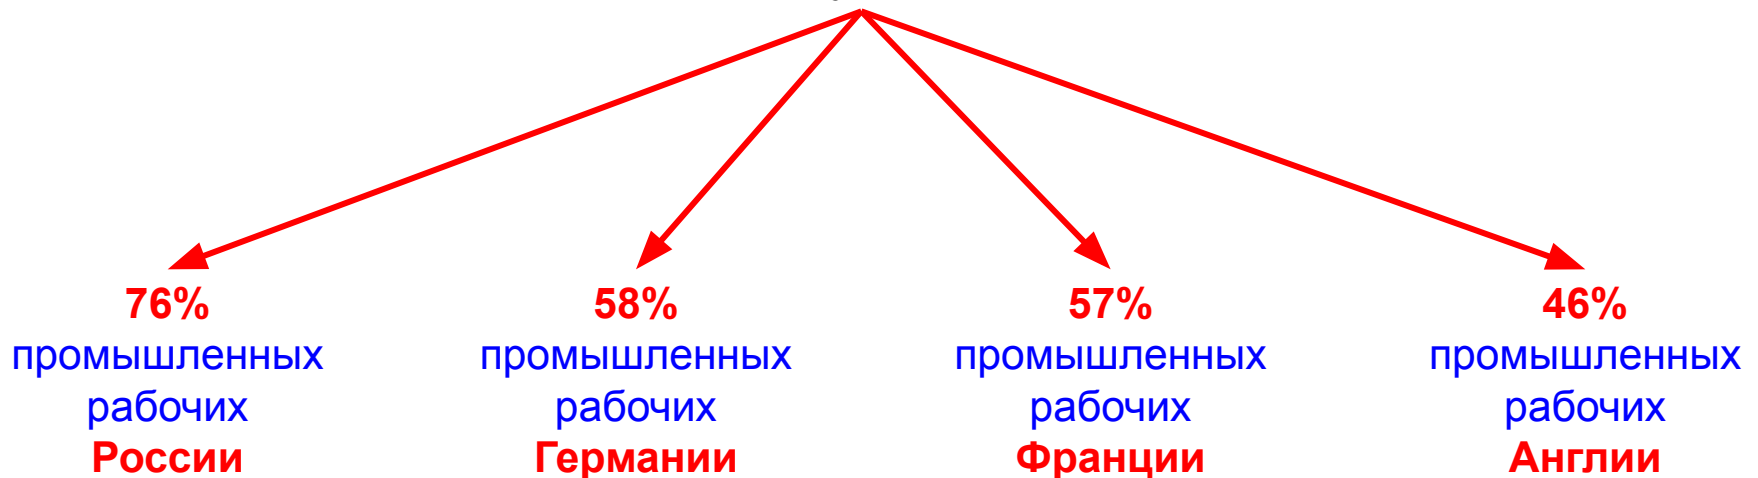 76%
промышленных
рабочих
России
58%
промышленных
рабочих
Германии
57%
промышленных
рабочих
Франции
46%
промышленных
рабочих
Англии